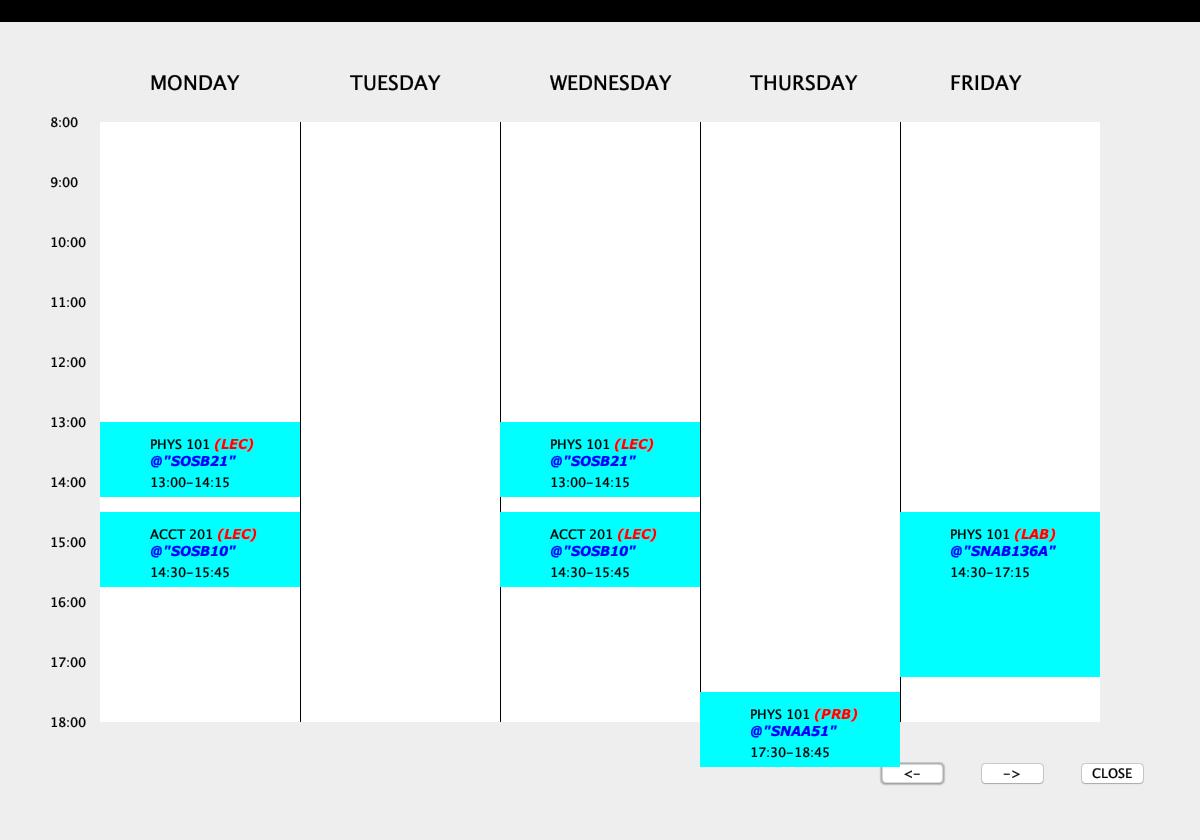 MONDAY TUESDAY WEDNESDAY THURSDAY FRIDAY
8:00
9:00
10:00
11:00
12:00
13:00
PHYS 101 (LEC) PHYS 101 (LEC)
@"SOSB21" @"SOSB21"
14:00 13:00-14:15 13:00-14:15
ACCT 201 (LEC) ACCT 201 (LEC) PHYS 101 (LAB)
15:00 @"SOSB10" @"SOSB10" @"SNAB136A"
14:30-15:45 14:30-15:45 14:30-17:15
16:00
17:00
PHYS 101 (PRB)
18:00 @"SNAA51"
17:30-18:45
<- -> CLOSE